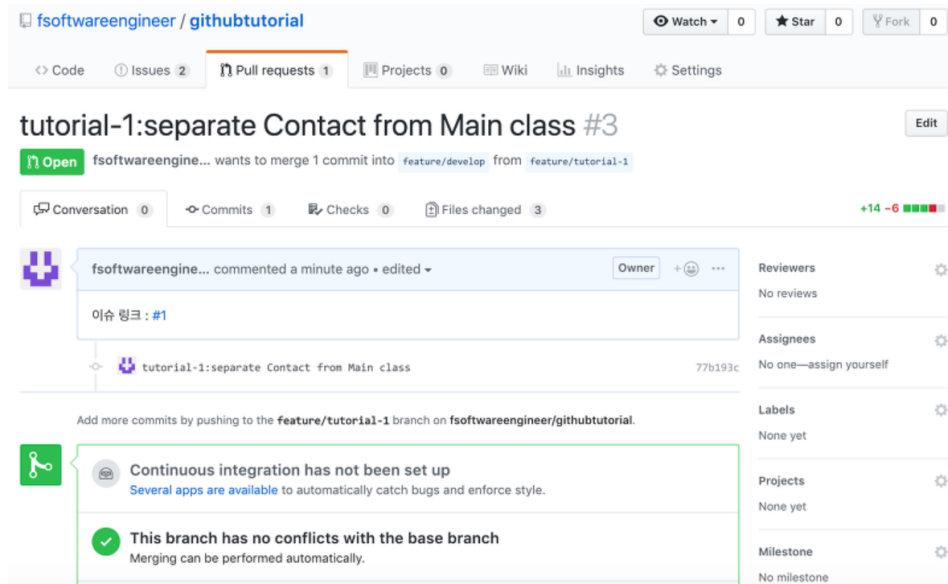 fsoftwareengineer / githubtutorial
Watch 0 Star 0 Fork 0
Code Issues 2 Pull requests 1 Projects 0 Wiki Insights Settings
tutorial-1:separate Contact from Main class #3
Edit
Open fsoftwareengine... wants to merge 1 commit into feature/develop from feature/tutorial-1
Conversation 0 Commits 1 Checks 0 Files changed 3 +14 −6
fsoftwareengine... commented a minute ago • edited Owner
이슈 링크 : #1
tutorial-1:separate Contact from Main class 77b193c
Add more commits by pushing to the feature/tutorial-1 branch on fsoftwareengineer/githubtutorial.
Continuous integration has not been set up
Several apps are available to automatically catch bugs and enforce style.
This branch has no conflicts with the base branch
Merging can be performed automatically.
Reviewers
No reviews
Assignees
No one—assign yourself
Labels
None yet
Projects
None yet
Milestone
No milestone